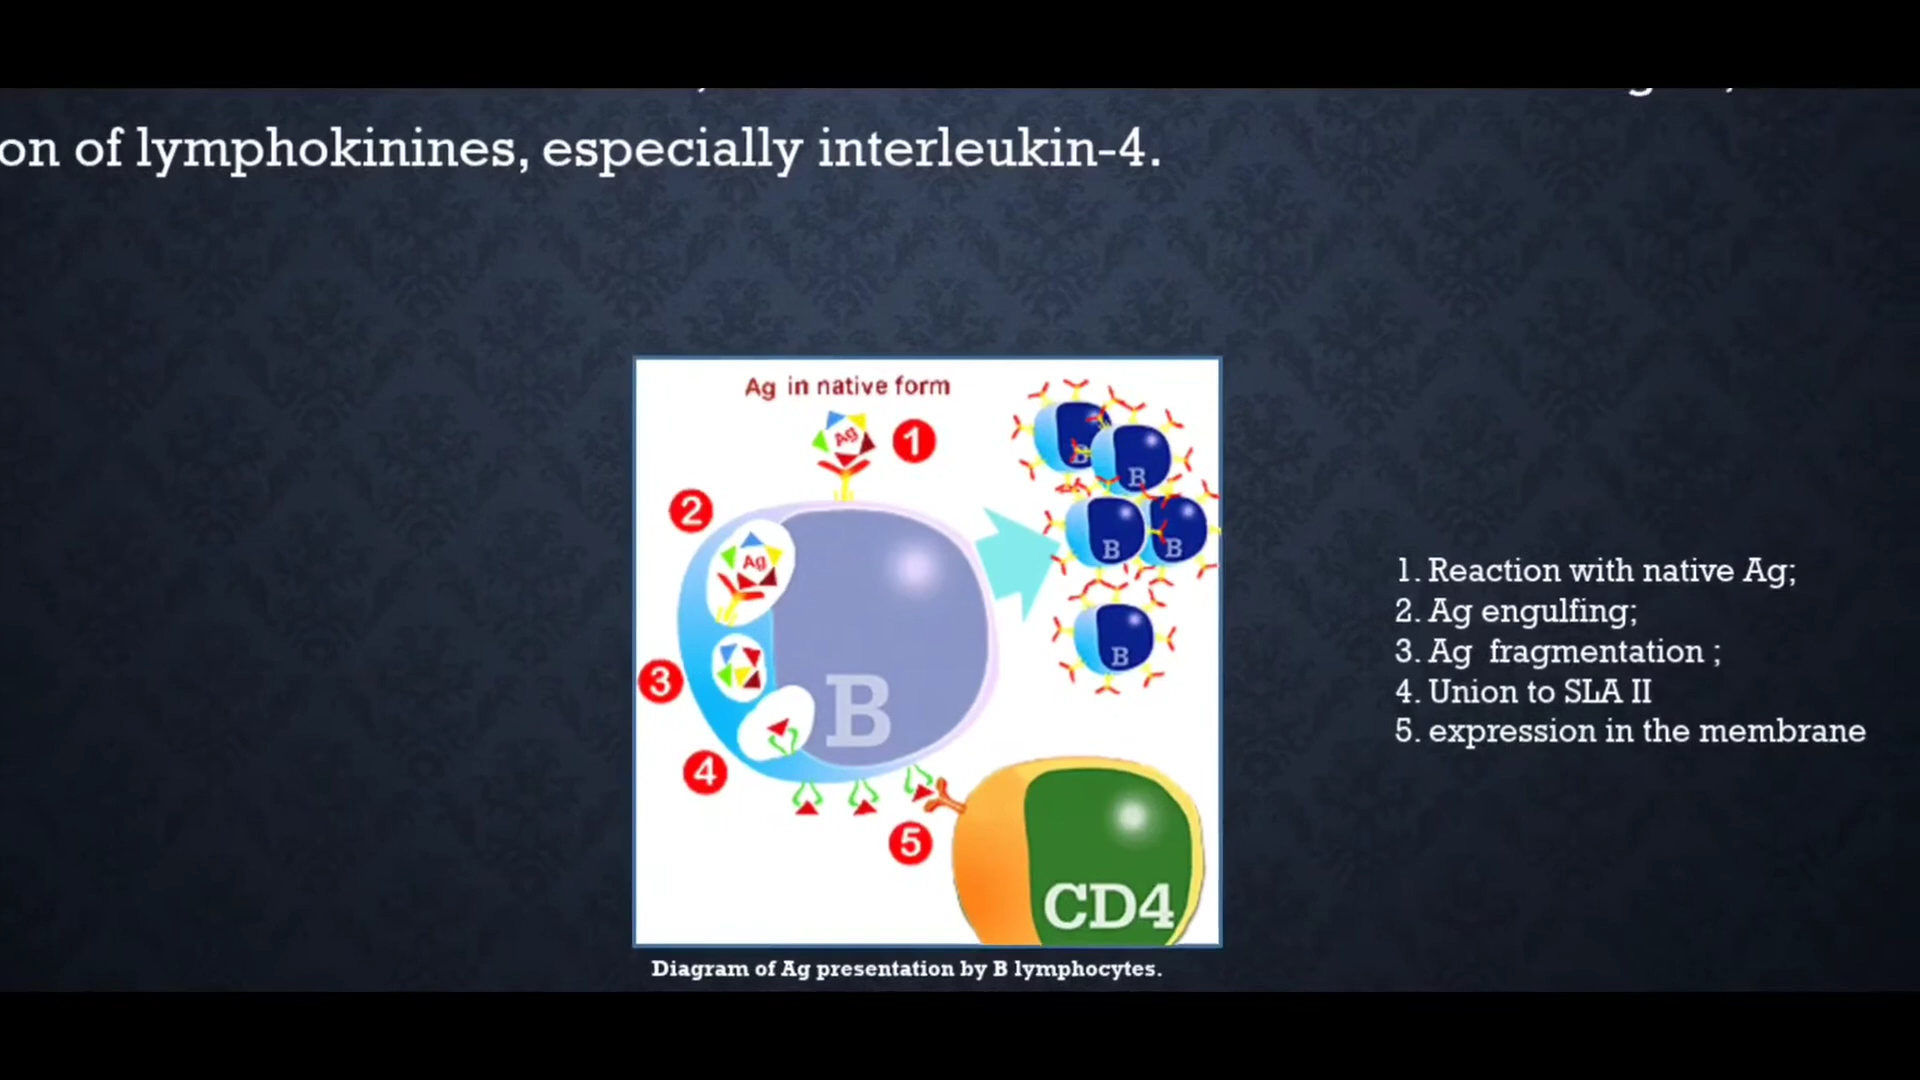 on of lymphokinines, especially interleukin-4.
Ag in native form
Ag
1
2
Ag
3
4
5
B
B
B
B
B
B
CD4
1. Reaction with native Ag;
2. Ag engulfing;
3. Ag fragmentation ;
4. Union to SLA II
5. expression in the membrane
Diagram of Ag presentation by B lymphocytes.